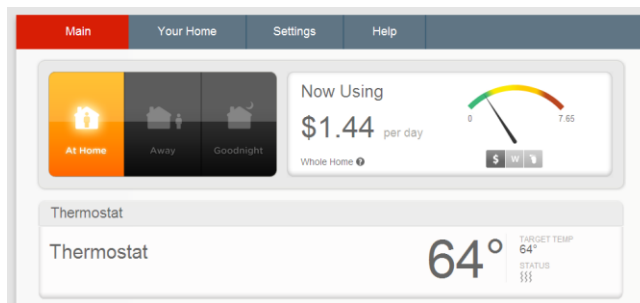 Main Your Home Settings Help
At Home Away Goodnight
Now Using
$1.44 per day
Whole Home ?
0 7.65
$ W
Thermostat
Thermostat
64°
TARGET TEMP
64°
STATUS